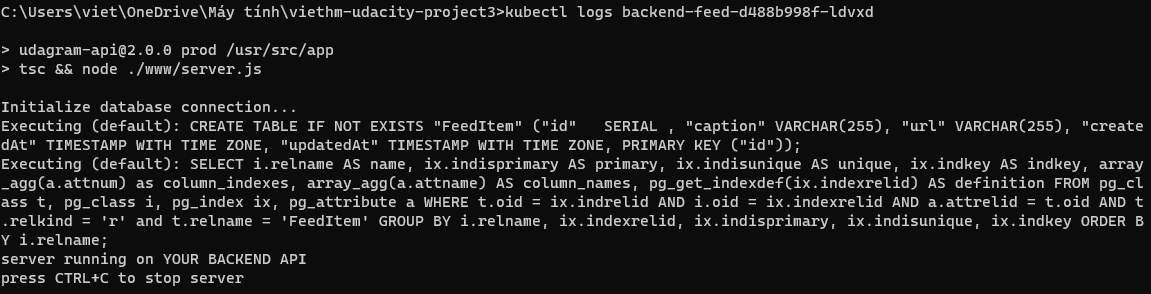 C:\Users\viet\OneDrive\Máy tính\viethm-udacity-project3>kubectl logs backend-feed-d488b998f-ldvxd
> udagram-api@2.0.0 prod /usr/src/app
> tsc && node ./www/server.js
Initialize database connection...
Executing (default): CREATE TABLE IF NOT EXISTS "FeedItem" ("id"   SERIAL , "caption" VARCHAR(255), "url" VARCHAR(255), "create
dAt" TIMESTAMP WITH TIME ZONE, "updatedAt" TIMESTAMP WITH TIME ZONE, PRIMARY KEY ("id"));
Executing (default): SELECT i.relname AS name, ix.indisprimary AS primary, ix.indisunique AS unique, ix.indkey AS indkey, array
_agg(a.attnum) as column_indexes, array_agg(a.attname) AS column_names, pg_get_indexdef(ix.indexrelid) AS definition FROM pg_cl
ass t, pg_class i, pg_index ix, pg_attribute a WHERE t.oid = ix.indrelid AND i.oid = ix.indexrelid AND a.attrelid = t.oid AND t
.relkind = 'r' and t.relname = 'FeedItem' GROUP BY i.relname, ix.indexrelid, ix.indisprimary, ix.indisunique, ix.indkey ORDER B
Y i.relname;
server running on YOUR BACKEND API
press CTRL+C to stop server